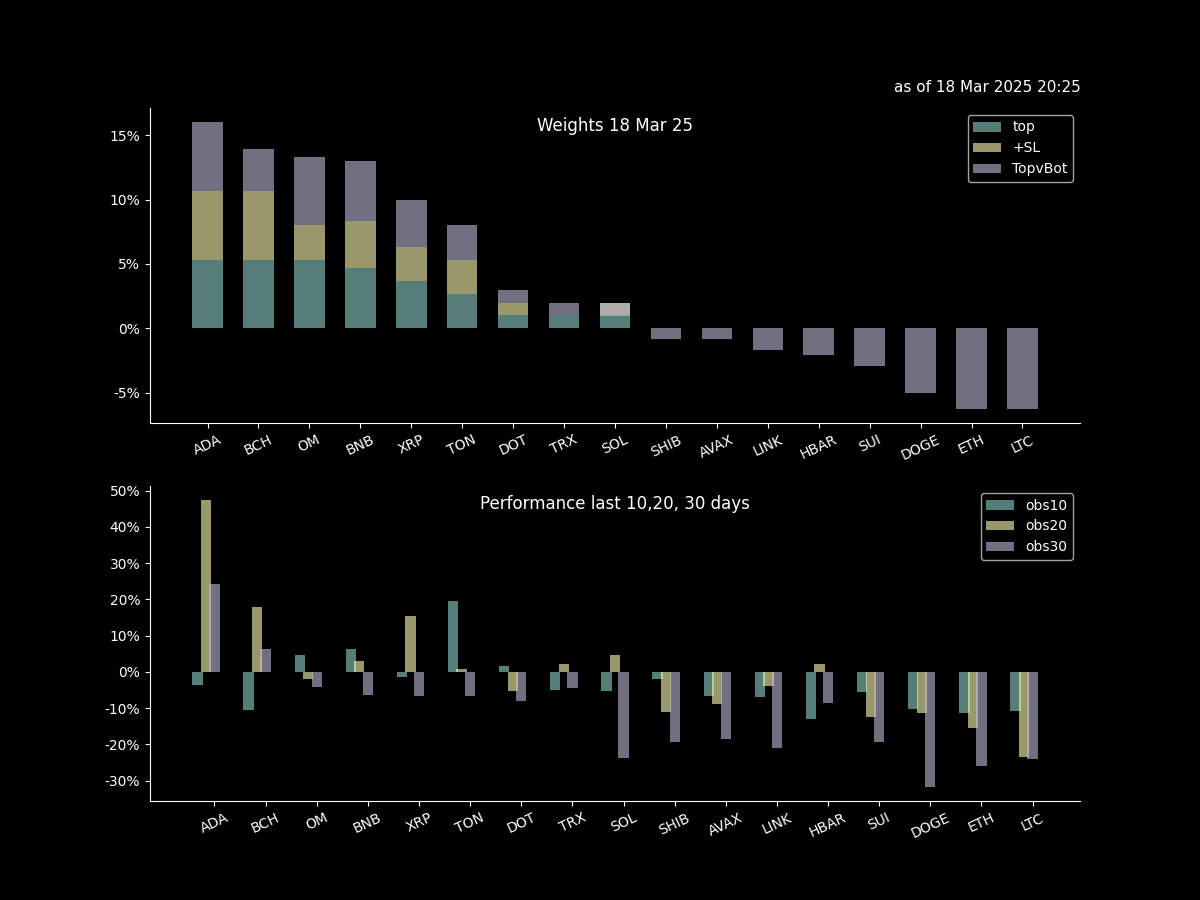 as of 18 Mar 2025 20:25
Weights 18 Mar 25
top
+SL
TopvBot
15%
10%
5%
0%
-5%
ADA BCH OM BNB XRP TON DOT TRX SOL SHIB AVAX LINK HBAR SUI DOGE ETH LTC
Performance last 10,20, 30 days
obs10
obs20
obs30
50%
40%
30%
20%
10%
0%
-10%
-20%
-30%
ADA BCH OM BNB XRP TON DOT TRX SOL SHIB AVAX LINK HBAR SUI DOGE ETH LTC